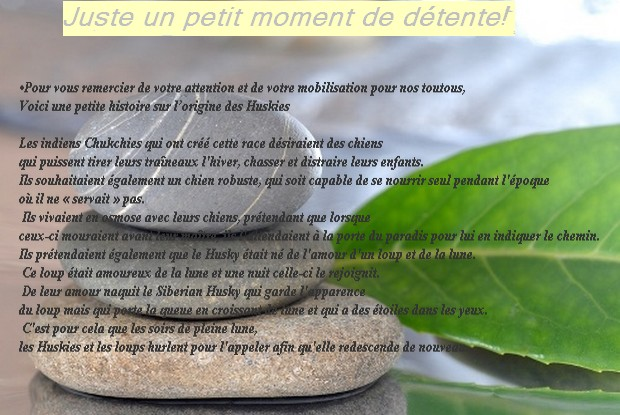 Juste un petit moment de détente!
•Pour vous remercier de votre attention et de votre mobilisation pour nos toutous,
Voici une petite histoire sur l'origine des Huskies
Les indiens Chukchies qui ont créé cette race désiraient des chiens
qui puissent tirer leurs traîneaux l'hiver, chasser et distraire leurs enfants.
Ils souhaitaient également un chien robuste, qui soit capable de se nourrir seul pendant l'époque
où il ne « servait » pas.
Ils vivaient en osmose avec leurs chiens, prétendant que lorsque
ceux-ci mouraient avant leur maître, ils l'attendaient à la porte du paradis pour lui en indiquer le chemin.
Ils prétendaient également que le Husky était né de l'amour d'un loup et de la lune.
Ce loup était amoureux de la lune et une nuit celle-ci le rejoignit.
De leur amour naquit le Siberian Husky qui garde l'apparence
du loup mais qui porte la queue en croissant de lune et qui a des étoiles dans les yeux.
C'est pour cela que les soirs de pleine lune,
les Huskies et les loups hurlent pour l'appeler afin qu'elle redescende de nouveau